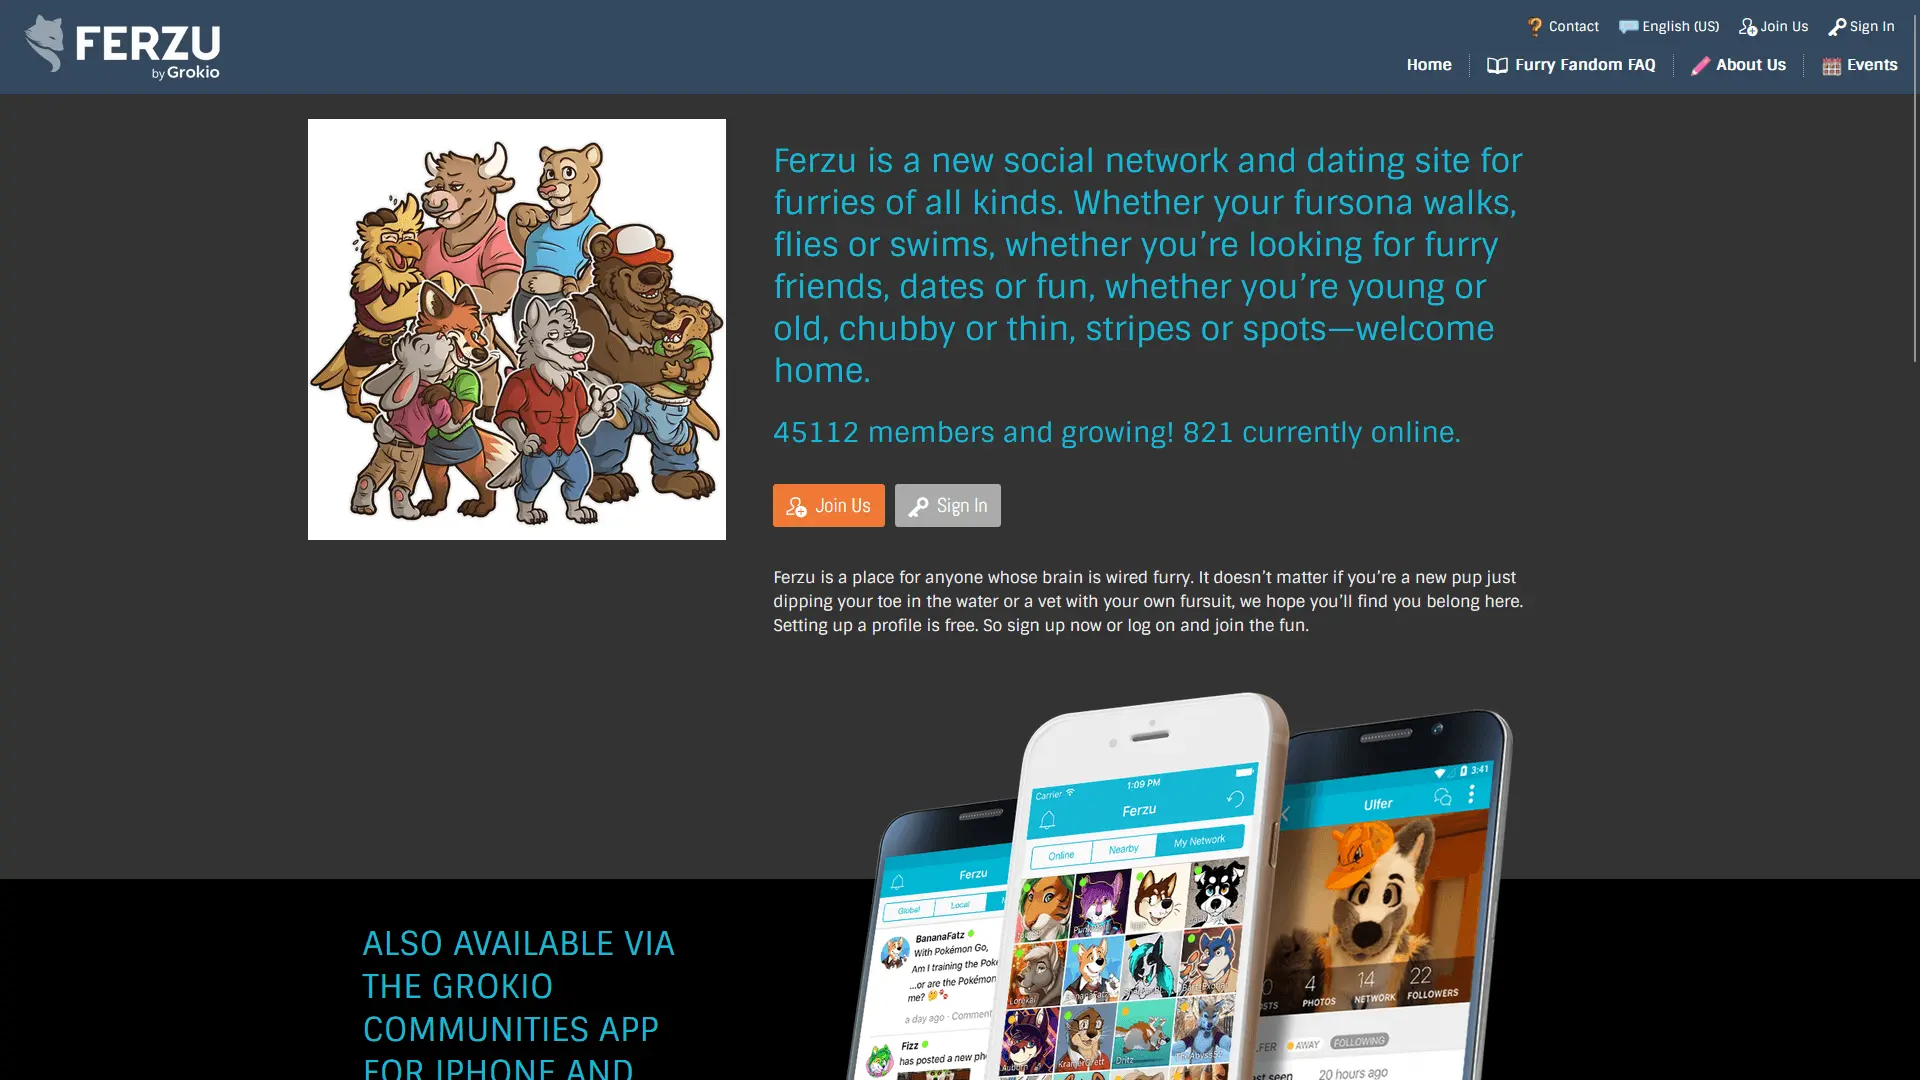 FERZU
by Grokio
Contact
English (US)
Join Us
Sign In
Home
Furry Fandom FAQ
About Us
Events
Ferzu is a new social network and dating site for
furries of all kinds. Whether your fursona walks,
flies or swims, whether you’re looking for furry
friends, dates or fun, whether you’re young or
old, chubby or thin, stripes or spots—welcome
home.
45112 members and growing! 821 currently online.
Join Us
Sign In
Ferzu is a place for anyone whose brain is wired furry. It doesn’t matter if you’re a new pup just
dipping your toe in the water or a vet with your own fursuit, we hope you’ll find you belong here.
Setting up a profile is free. So sign up now or log on and join the fun.
ALSO AVAILABLE VIA
THE GROKIO
COMMUNITIES APP
FOR IPHONE AND
Ferzu
Global
Local
BananaFatz
With Pokémon Go,
Am I training the Pok
...or are the Pokémon
me?
a day ago · Comment
Fizz
has posted a new ph
Carrier
1:09 PM
Ferzu
Online
Nearby
My Network
Lorekai
Dritz
3:41
Ulfer
0
4
PHOTOS
14
NETWORK
22
FOLLOWERS
AWAY
FOLLOWING
20 hours ago